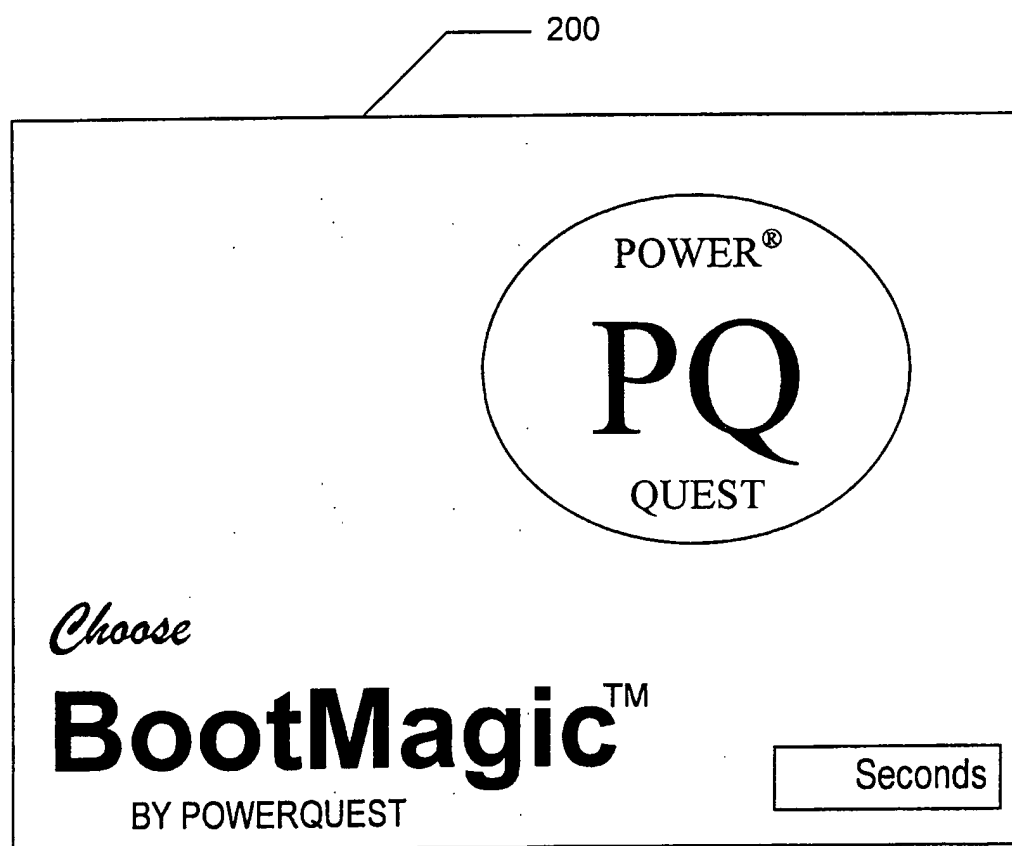 200
POWER®
PQ
QUEST
Choose
BootMagic™
BY POWERQUEST
Seconds